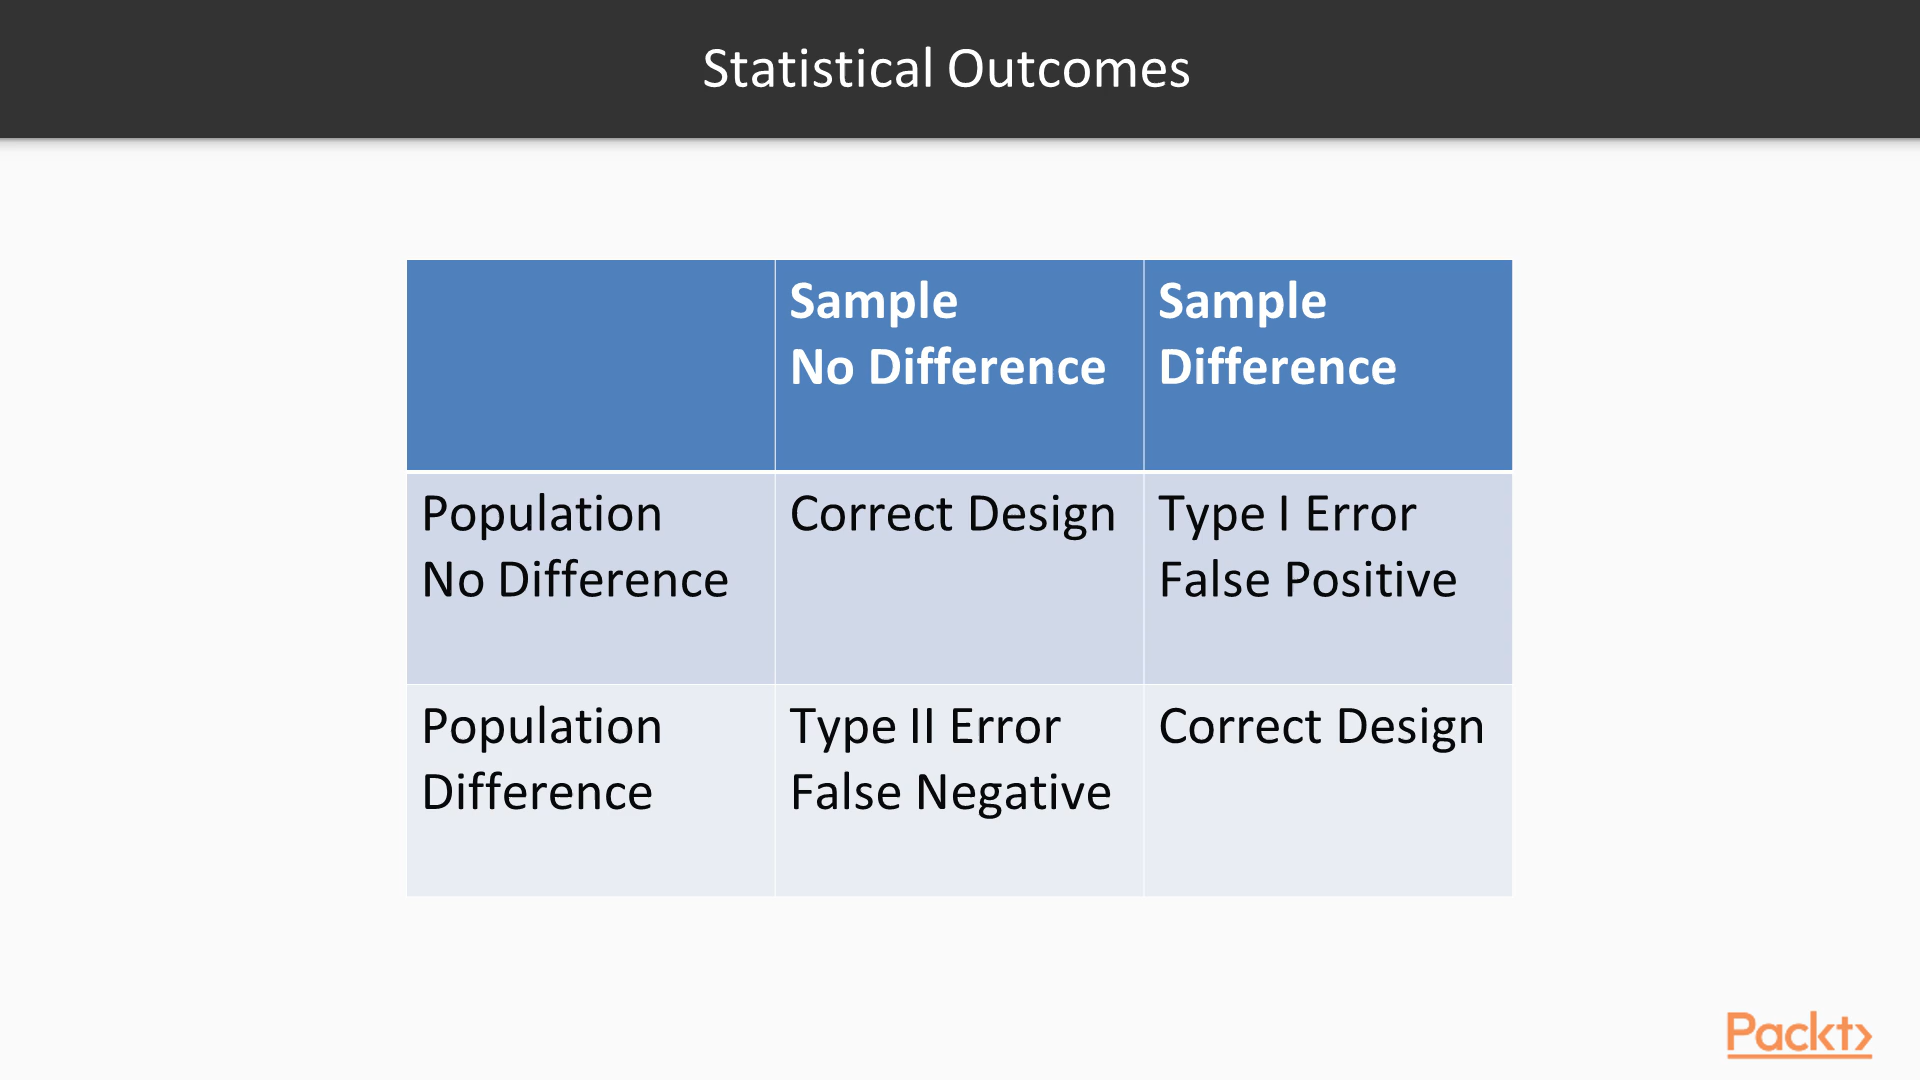 Statistical Outcomes
Sample
No Difference
Sample
Difference
Population
No Difference
Correct Design
Type I Error
False Positive
Population
Difference
Type II Error
False Negative
Correct Design
Packt>